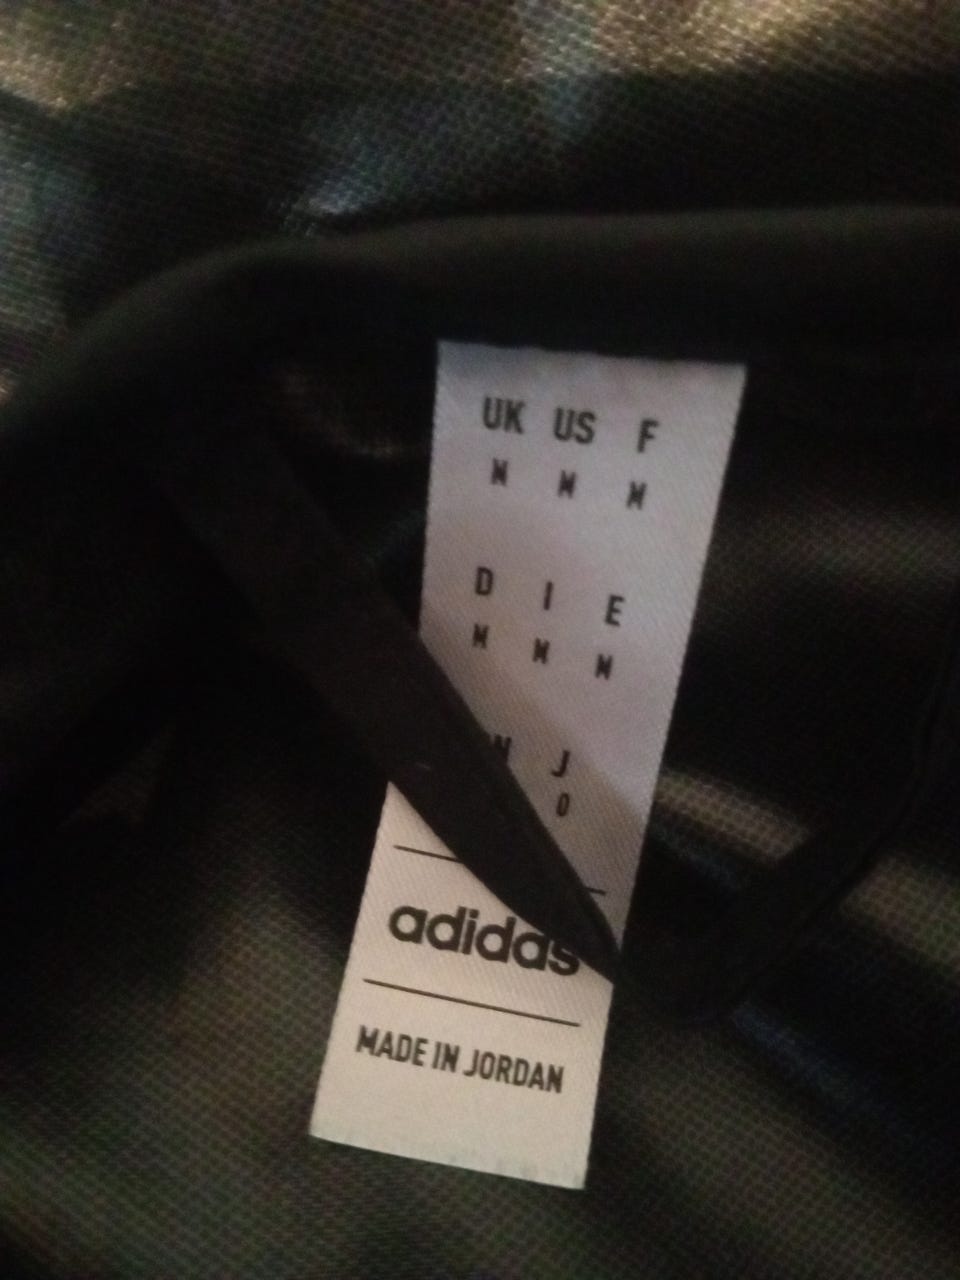 UK US F
M M M
D I E
M M M
J
O
adidas
MADE IN JORDAN